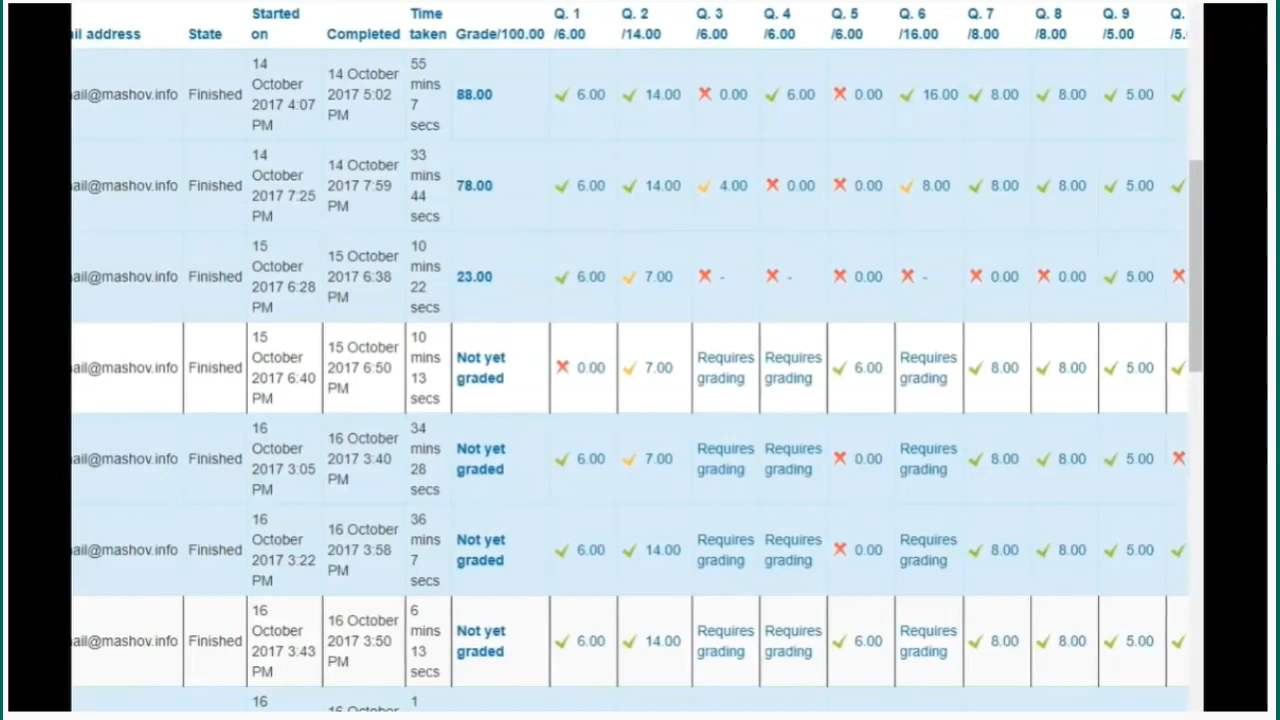 ail address State Started on Completed Time taken Grade/100.00 Q. 1 /6.00 Q. 2 /14.00 Q. 3 /6.00 Q. 4 /6.00 Q. 5 /6.00 Q. 6 /16.00 Q. 7 /8.00 Q. 8 /8.00 Q. 9 /5.00 Q. /5.
ail@mashov.info Finished 14 October 2017 4:07 PM 14 October 2017 5:02 PM 55 mins 7 secs 88.00 6.00 14.00 0.00 6.00 0.00 16.00 8.00 8.00 5.00
ail@mashov.info Finished 14 October 2017 7:25 PM 14 October 2017 7:59 PM 33 mins 44 secs 78.00 6.00 14.00 4.00 0.00 0.00 8.00 8.00 8.00 5.00
ail@mashov.info Finished 15 October 2017 6:28 PM 15 October 2017 6:38 PM 10 mins 22 secs 23.00 6.00 7.00 - - 0.00 - 0.00 0.00 5.00
ail@mashov.info Finished 15 October 2017 6:40 PM 15 October 2017 6:50 PM 10 mins 13 secs Not yet graded 0.00 7.00 Requires grading Requires grading 6.00 Requires grading 8.00 8.00 5.00
ail@mashov.info Finished 16 October 2017 3:05 PM 16 October 2017 3:40 PM 34 mins 28 secs Not yet graded 6.00 7.00 Requires grading Requires grading 0.00 Requires grading 8.00 8.00 5.00
ail@mashov.info Finished 16 October 2017 3:22 PM 16 October 2017 3:58 PM 36 mins 7 secs Not yet graded 6.00 14.00 Requires grading Requires grading 0.00 Requires grading 8.00 8.00 5.00
ail@mashov.info Finished 16 October 2017 3:43 PM 16 October 2017 3:50 PM 6 mins 13 secs Not yet graded 6.00 14.00 Requires grading Requires grading 6.00 Requires grading 8.00 8.00 5.00
16 16 October 1